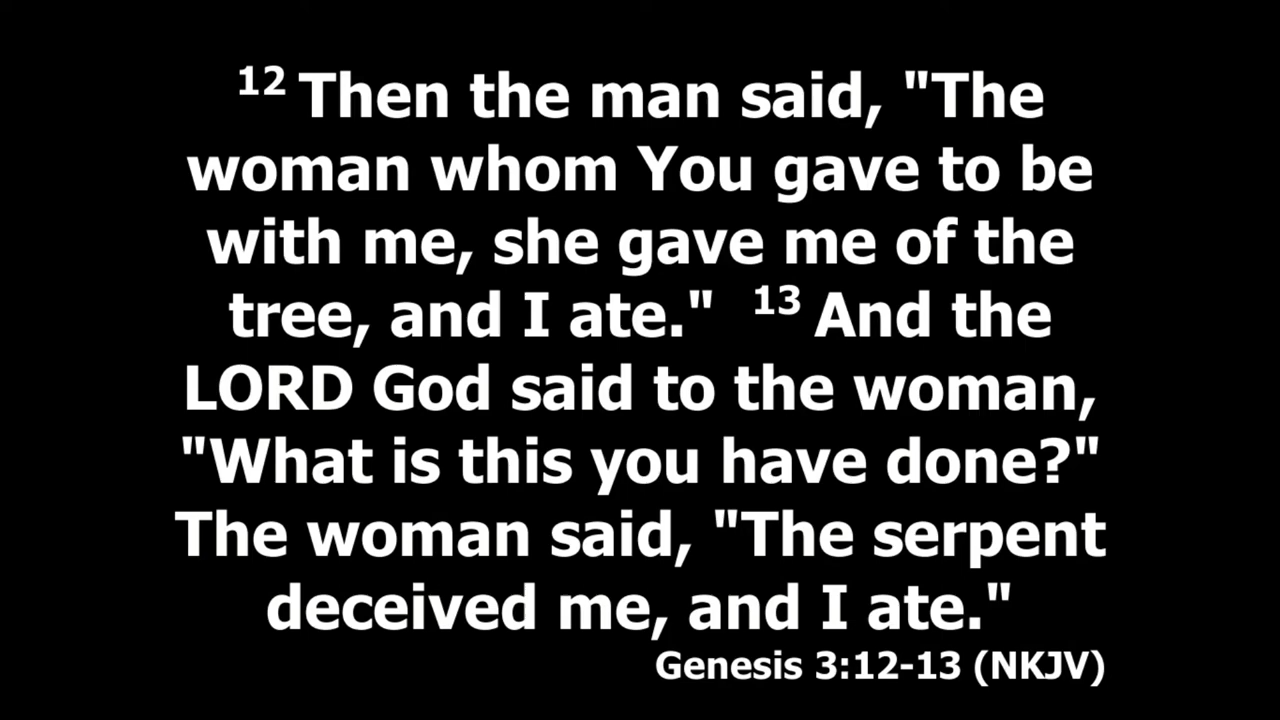 12 Then the man said, "The
woman whom You gave to be
with me, she gave me of the
tree, and I ate." 13 And the
LORD God said to the woman,
"What is this you have done?"
The woman said, "The serpent
deceived me, and I ate."
Genesis 3:12-13 (NKJV)